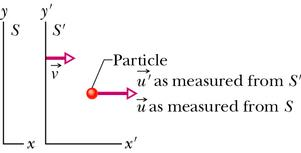 y
y′
S
S′
v⃗
Particle
u⃗′ as measured from S′
u⃗ as measured from S
x
x′